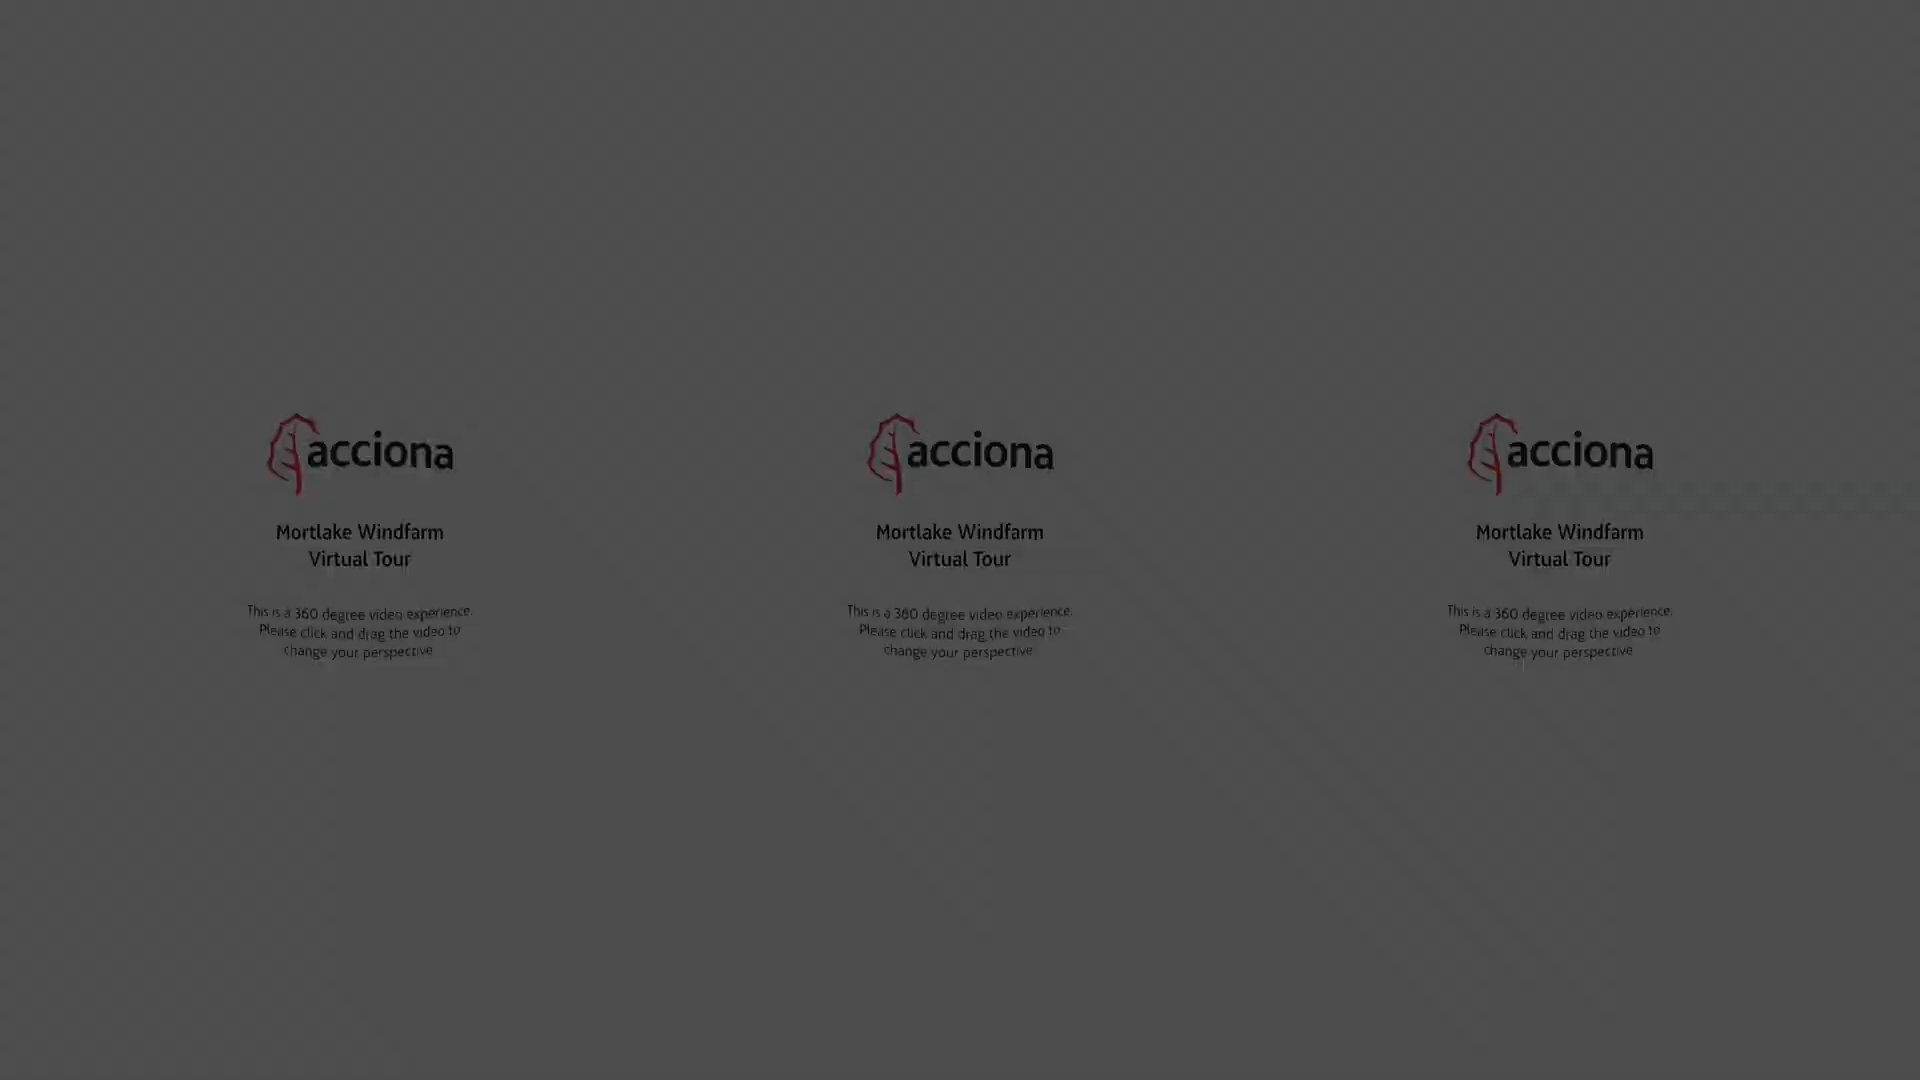 acciona
Mortlake Windfarm
Virtual Tour
This is a 360 degree video experience.
Please click and drag the video to
change your perspective
acciona
Mortlake Windfarm
Virtual Tour
This is a 360 degree video experience.
Please click and drag the video to
change your perspective
acciona
Mortlake Windfarm
Virtual Tour
This is a 360 degree video experience.
Please click and drag the video to
change your perspective